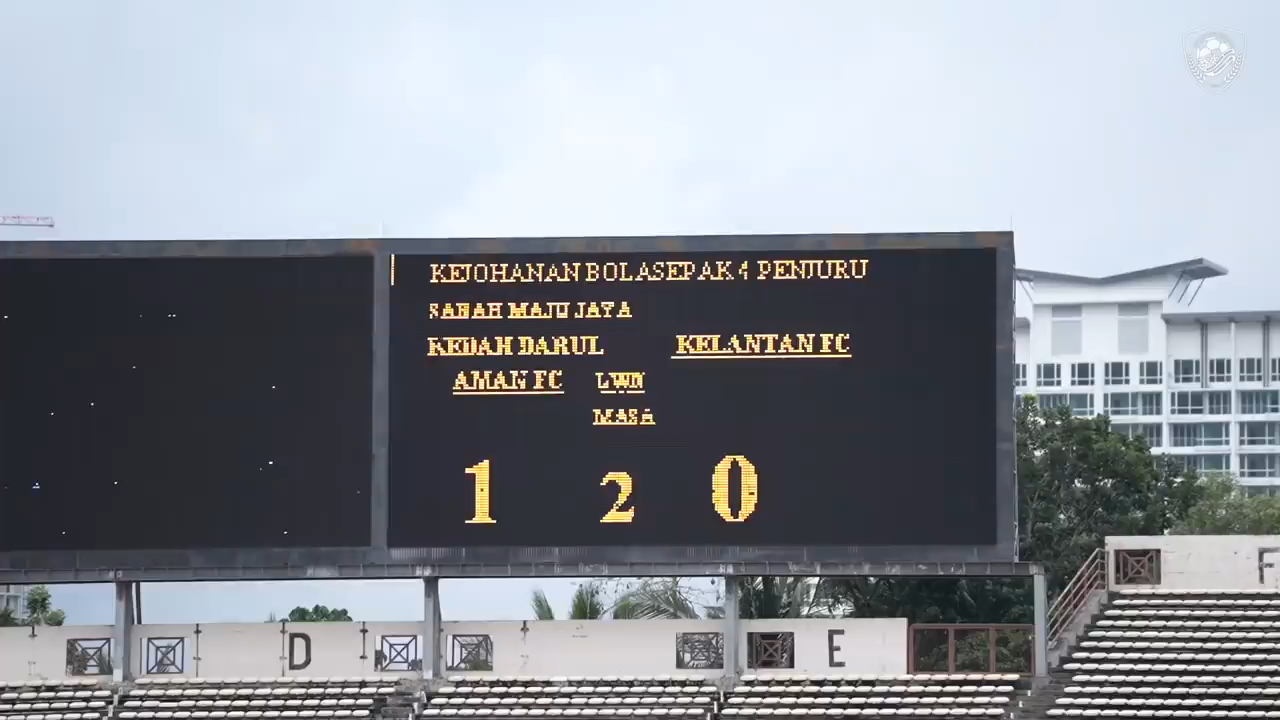 KEJOHANAN BOLASEPAK 4 PENJURU
SABAH MAJU JAYA
KEDAH DARUL KELANTAN FC
AMAN FC LWN
MASA
1 2 0
D E F